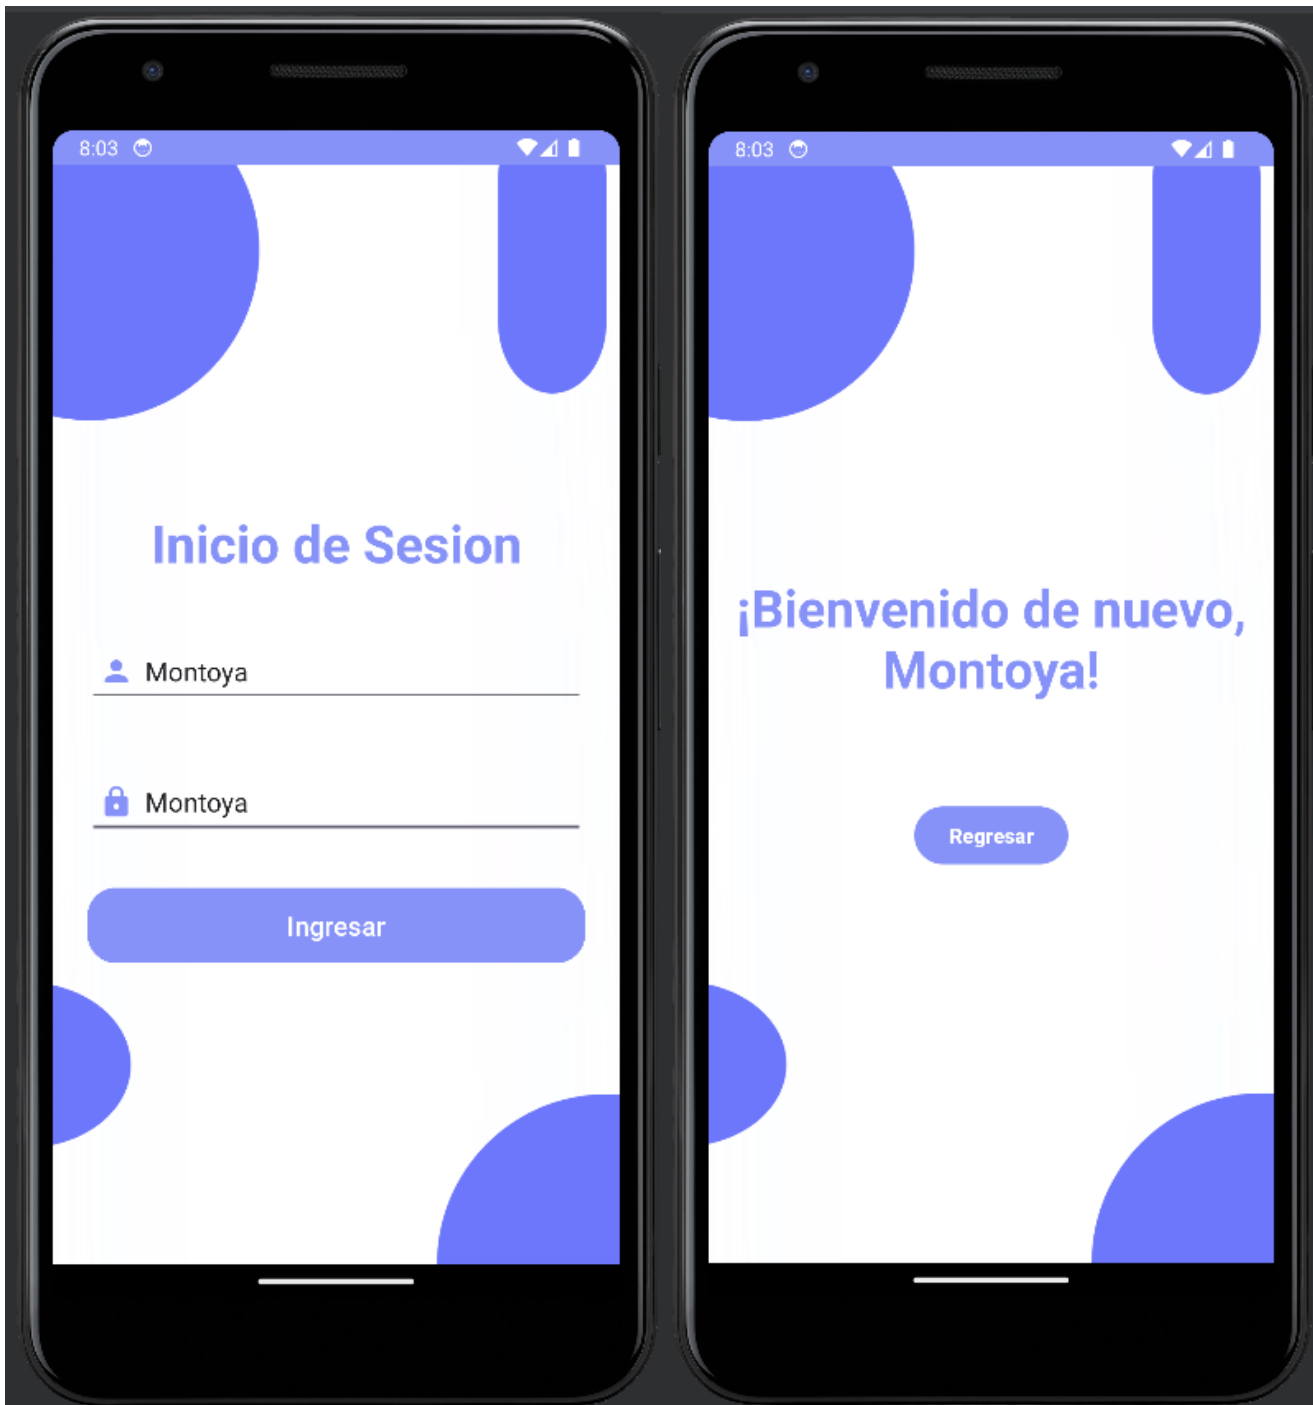 8:03
Inicio de Sesion
Montoya
Montoya
Ingresar
8:03
¡Bienvenido de nuevo,
Montoya!
Regresar